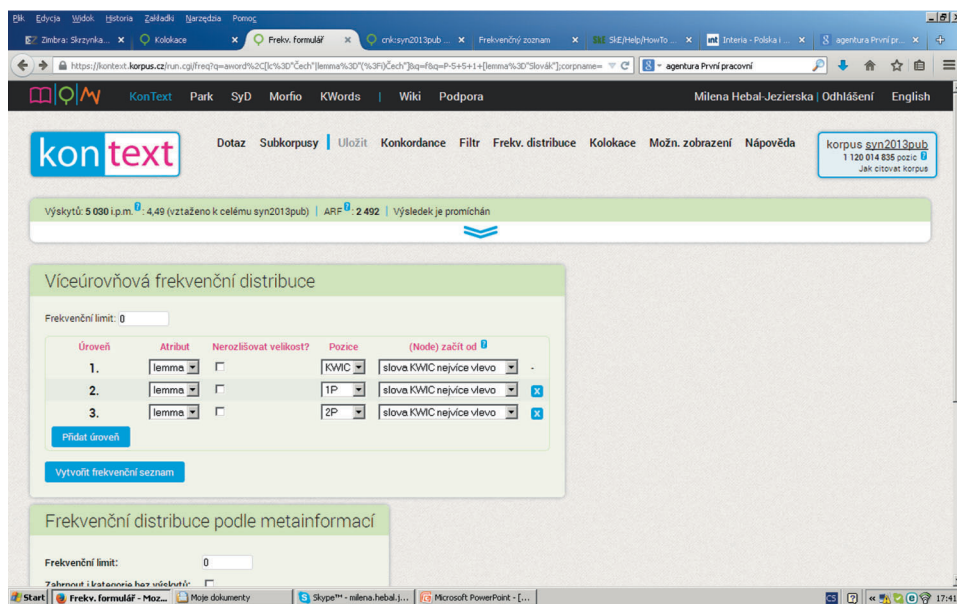 Plik Edycja Widok Historia Zakładki Narzędzia Pomoc
Zimbra: Skrzynka... Kolokace Frekv. formulář cnk:syn2013pub ... Frekvenčný zoznam SkE/Help/HowTo ... Interia - Polska i ... agentura První pr...
https://kontext.korpus.cz/run.cgi/freq?q=aword%2C[lc%3D"Čech"|lemma%3D"(%3Fi)Čech"]&q=f&q=P-5+5+1+[lemma%3D"Slovák"];corpname= agentura První pracovní
KonText Park SyD Morfio KWords | Wiki Podpora Milena Hebal-Jezierska | Odhlášení English
kontext
Dotaz Subkorpusy Uložit Konkordance Filtr Frekv. distribuce Kolokace Možn. zobrazení Nápověda
korpus syn2013pub
1 120 014 835 pozic
Jak citovat korpus
Výskytů: 5 030 i.p.m. : 4,49 (vztaženo k celému syn2013pub) | ARF : 2 492 | Výsledek je promíchán
Víceúrovňová frekvenční distribuce
Frekvenční limit: 0
Úroveň Atribut Nerozlišovat velikost? Pozice (Node) začít od
1. lemma KWIC slova KWIC nejvíce vlevo -
2. lemma 1P slova KWIC nejvíce vlevo x
3. lemma 2P slova KWIC nejvíce vlevo x
Přidat úroveň
Vytvořit frekvenční seznam
Frekvenční distribuce podle metainformací
Frekvenční limit: 0
Zahrnout i kategorie bez výskytů:
Start Frekv. formulář - Moz... Moje dokumenty Skype™ - milena.hebal.j... Microsoft PowerPoint - [... CS 17:41